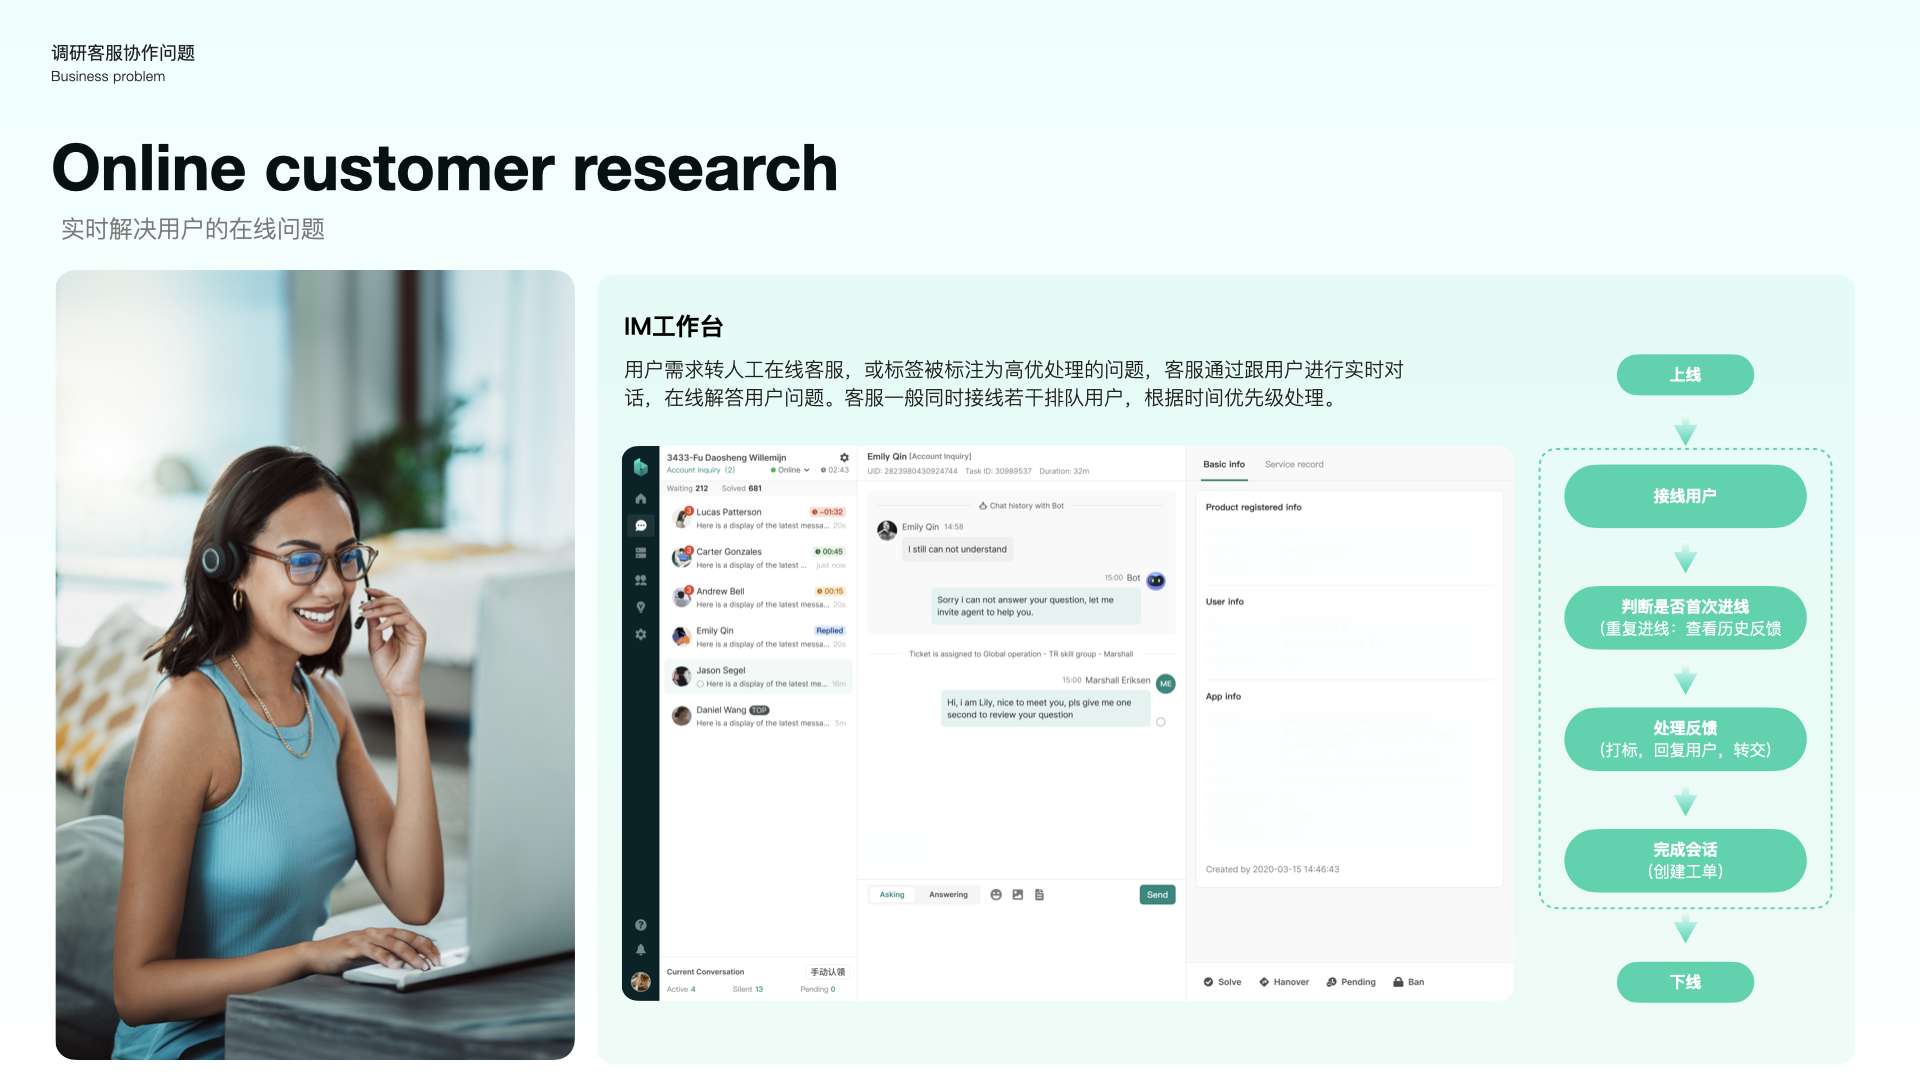 调研客服协作问题
Business problem
Online customer research
实时解决用户的在线问题
IM工作台
用户需求转人工在线客服，或标签被标注为高优处理的问题，客服通过跟用户进行实时对
话，在线解答用户问题。客服一般同时接线若干排队用户，根据时间优先级处理。
3433-Fu Daosheng Willemijn
Account Inquiry (2) Online 02:43
Waiting 212 Solved 681
3 Lucas Patterson -01:32
Here is a display of the latest messa... 20s
3 Carter Gonzales 00:45
Here is a display of the latest ... just now
3 Andrew Bell 00:15
Here is a display of the latest messa... 20s
Emily Qin Replied
Here is a display of the latest messa... 20s
Jason Segel
Here is a display of the latest me... 16m
Daniel Wang TOP
Here is a display of the latest messa... 5m
Current Conversation 手动认领
Active 4 Silent 13 Pending 0
Emily Qin [Account Inquiry]
UID: 2823980430924744 Task ID: 30989537 Duration: 32m
Chat history with Bot
Emily Qin 14:58
I still can not understand
15:00 Bot
Sorry i can not answer your question, let me
invite agent to help you.
Ticket is assigned to Global operation - TR skill group - Marshall
15:00 Marshall Eriksen ME
Hi, i am Lily, nice to meet you, pls give me one
second to review your question
Asking Answering Send
Basic info Service record
Product registered info
User info
App info
Created by 2020-03-15 14:46:43
Solve Hanover Pending Ban
上线
接线用户
判断是否首次进线
（重复进线：查看历史反馈
处理反馈
（打标，回复用户，转交）
完成会话
（创建工单）
下线